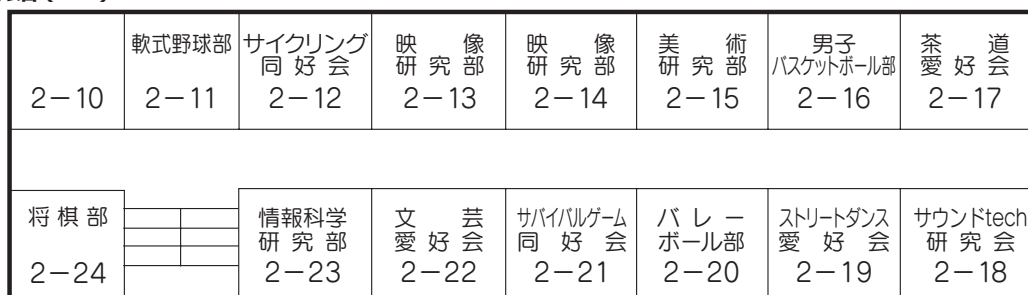 2−10
軟式野球部
2−11
サイクリング
同好会
2−12
映像
研究部
2−13
映像
研究部
2−14
美術
研究部
2−15
男子
バスケットボール部
2−16
茶道
愛好会
2−17
将棋部
2−24
情報科学
研究部
2−23
文芸
愛好会
2−22
サバイバルゲーム
同好会
2−21
バレー
ボール部
2−20
ストリートダンス
愛好会
2−19
サウンドtech
研究会
2−18